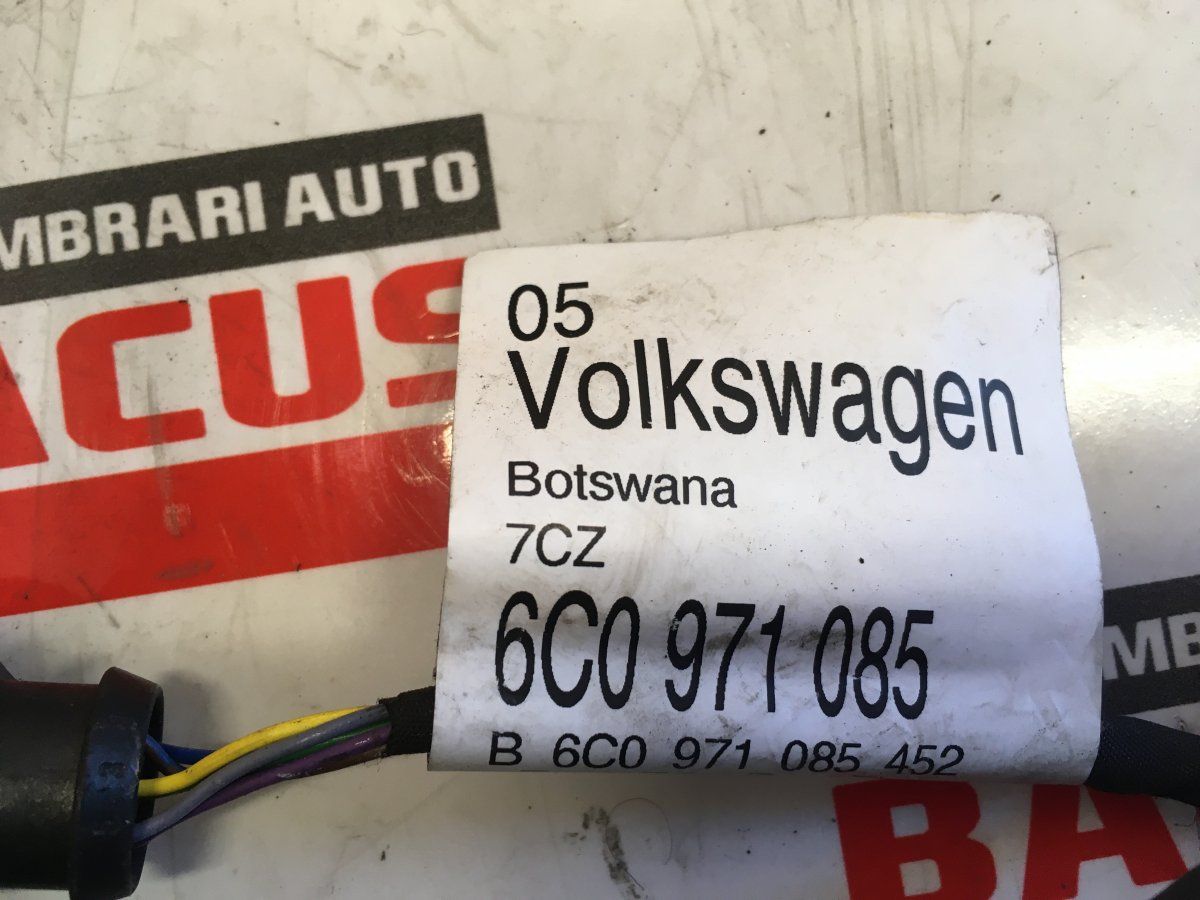 MBRARI AUTO
ACUS
05
Volkswagen
Botswana
7CZ
6C0 971 085
B 6C0 971 085 452
MB
BA